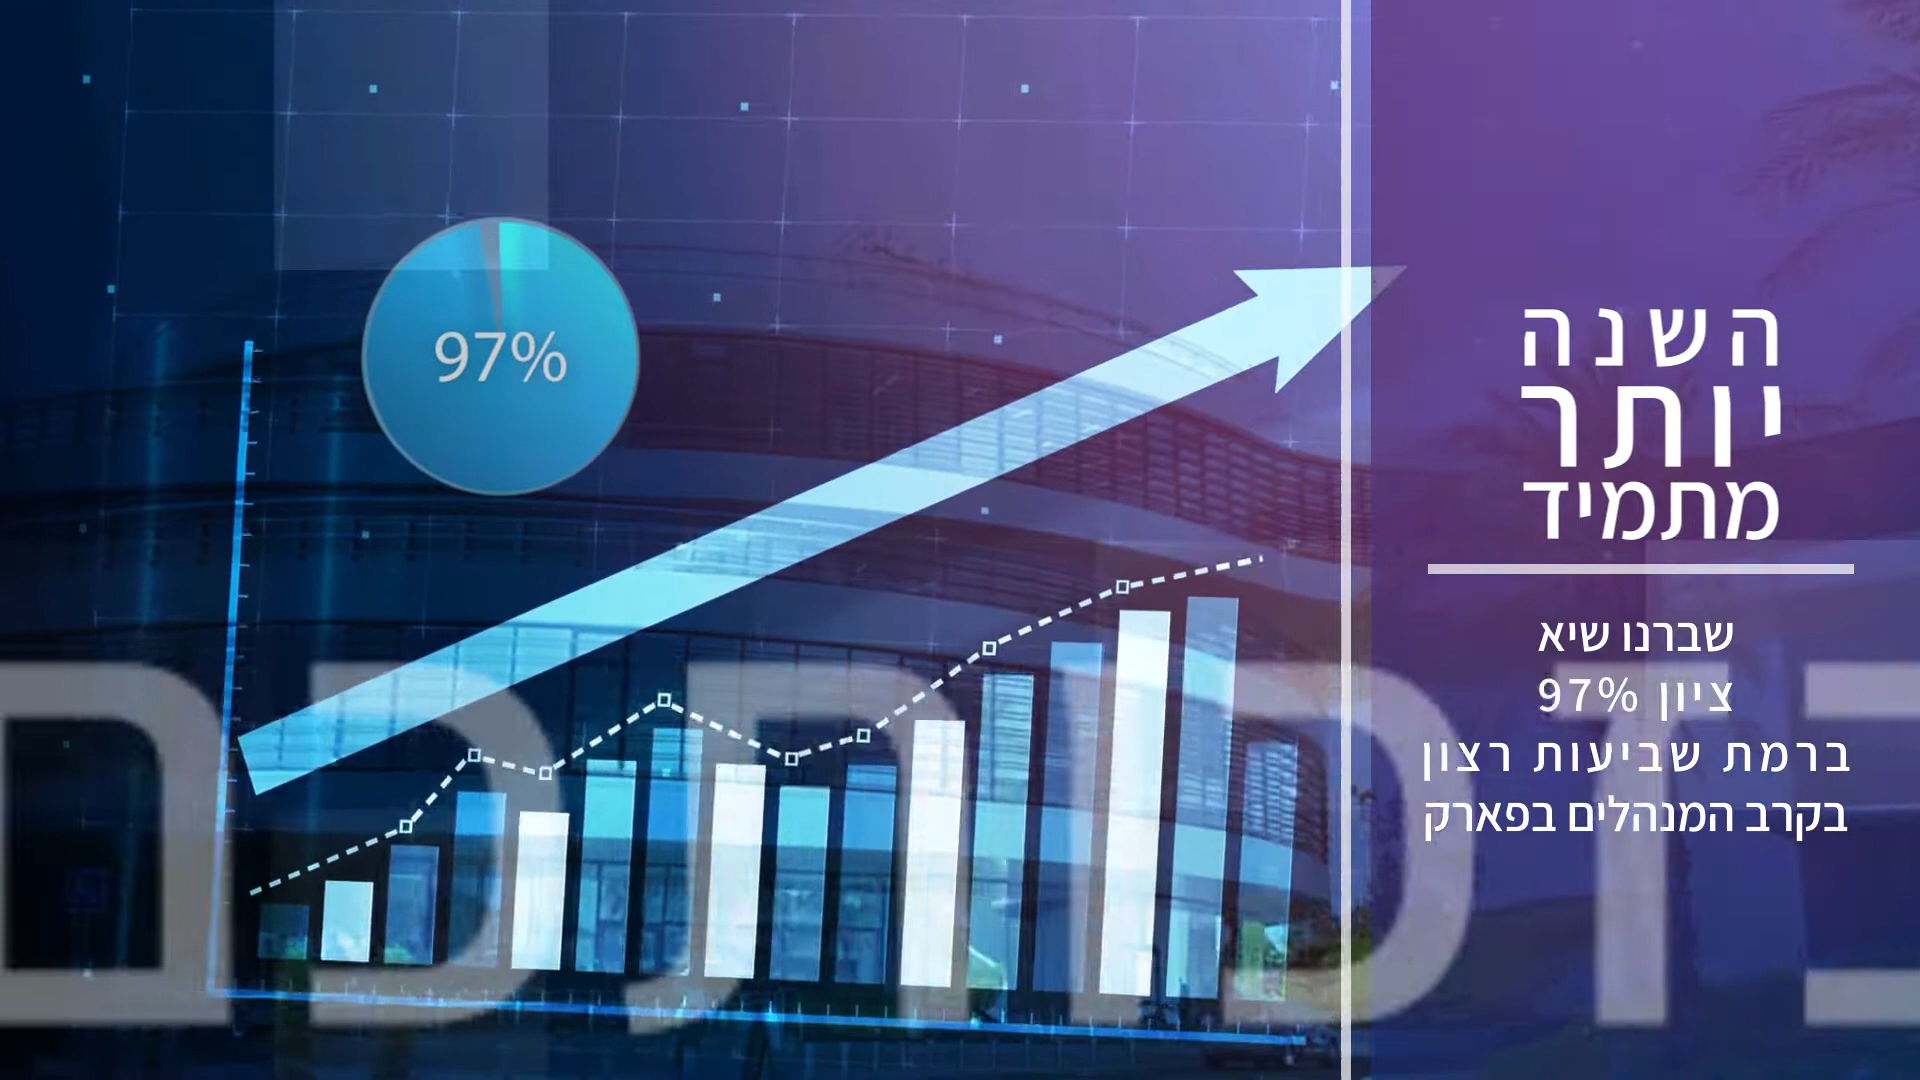 השנה
יותר
מתמיד
שברנו שיא
ציון 97%
ברמת שביעות רצון
בקרב המנהלים בפארק
97%